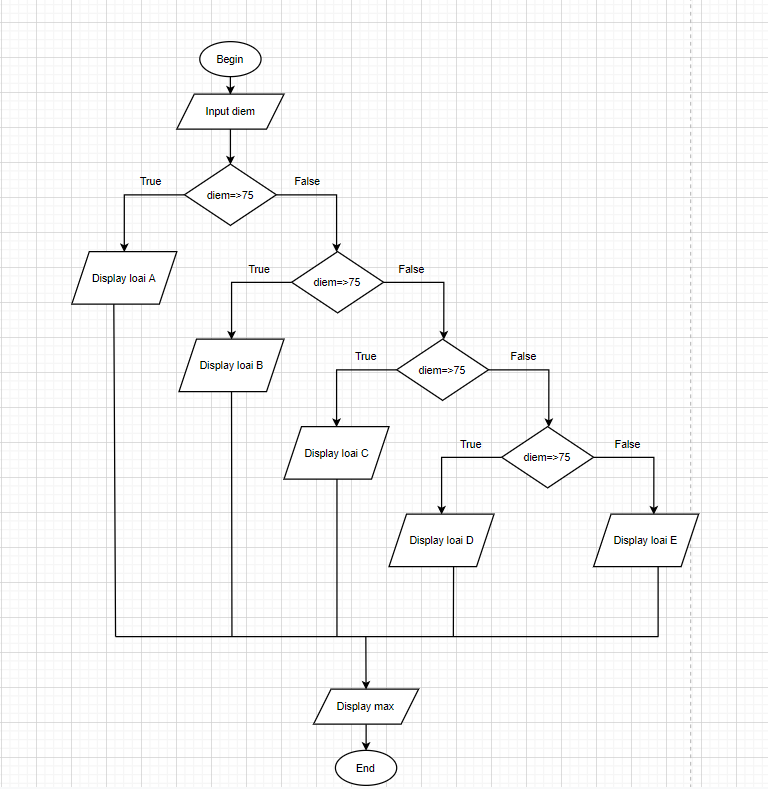 Begin
Input diem
True
diem=>75
False
Display loai A
True
diem=>75
False
Display loai B
True
diem=>75
False
Display loai C
True
diem=>75
False
Display loai D
Display loai E
Display max
End